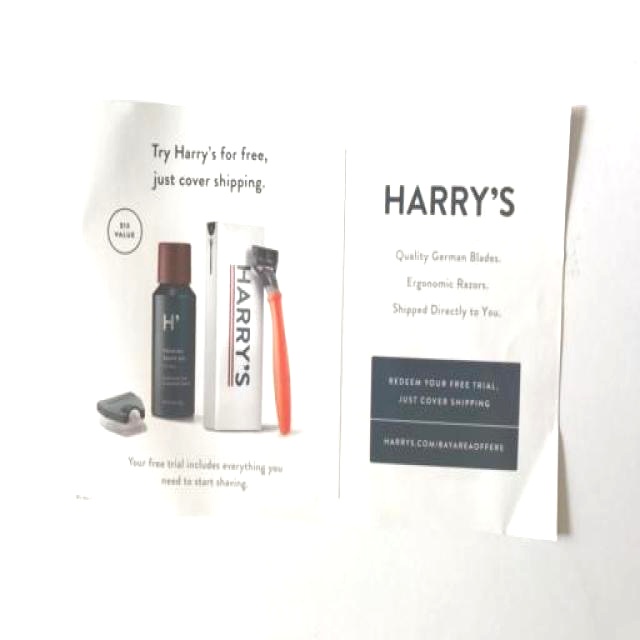 Try Harry's for free,
just cover shipping.
$13
VALUE
H'
HARRY'S
Your free trial includes everything you
need to start shaving.
HARRY'S
Quality German Blades.
Ergonomic Razors.
Shipped Directly to You.
REDEEM YOUR FREE TRIAL,
JUST COVER SHIPPING
HARRYS.COM/BAYAREAOFFERS